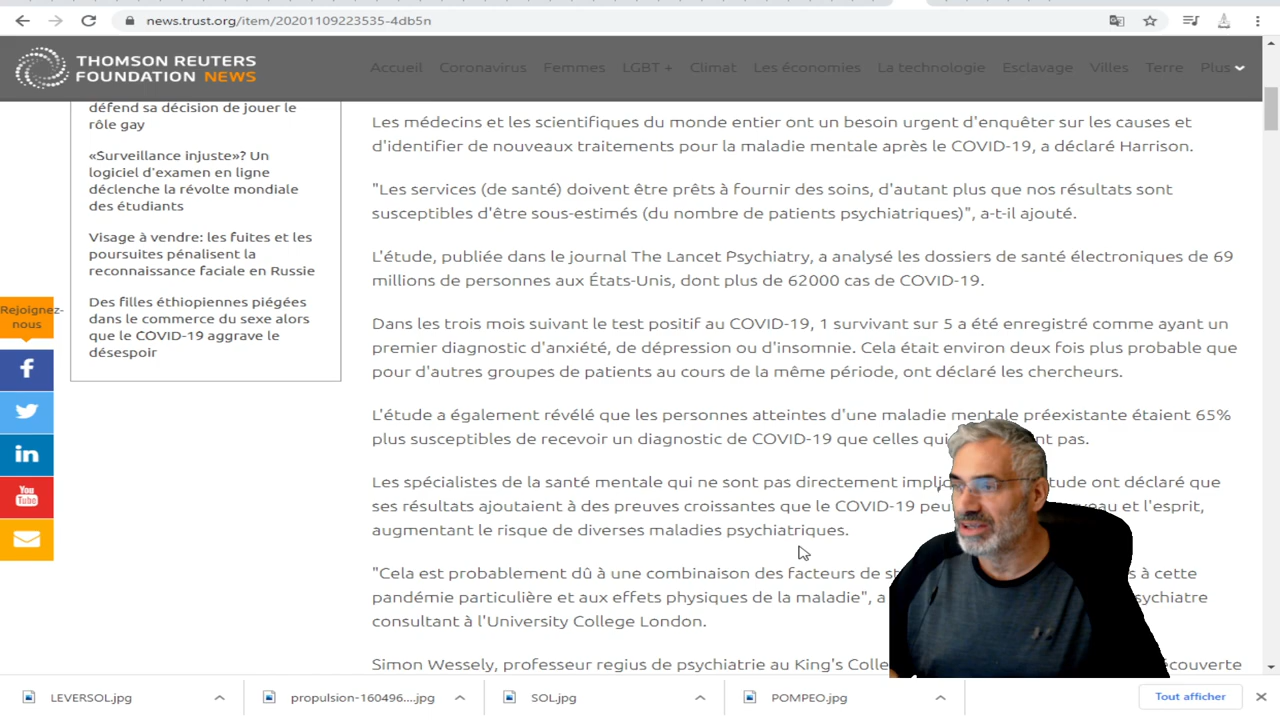 news.trust.org/item/20201109223535-4db5n
THOMSON REUTERS
FOUNDATION NEWS
Accueil Coronavirus Femmes LGBT + Climat Les économies La technologie Esclavage Villes Terre Plus
défend sa décision de jouer le
rôle gay
«Surveillance injuste»? Un
logiciel d'examen en ligne
déclenche la révolte mondiale
des étudiants
Visage à vendre: les fuites et les
poursuites pénalisent la
reconnaissance faciale en Russie
Des filles éthiopiennes piégées
dans le commerce du sexe alors
que le COVID-19 aggrave le
désespoir
Rejoignez-
nous
You
Tube
Les médecins et les scientifiques du monde entier ont un besoin urgent d'enquêter sur les causes et
d'identifier de nouveaux traitements pour la maladie mentale après le COVID-19, a déclaré Harrison.
"Les services (de santé) doivent être prêts à fournir des soins, d'autant plus que nos résultats sont
susceptibles d'être sous-estimés (du nombre de patients psychiatriques)", a-t-il ajouté.
L'étude, publiée dans le journal The Lancet Psychiatry, a analysé les dossiers de santé électroniques de 69
millions de personnes aux États-Unis, dont plus de 62000 cas de COVID-19.
Dans les trois mois suivant le test positif au COVID-19, 1 survivant sur 5 a été enregistré comme ayant un
premier diagnostic d'anxiété, de dépression ou d'insomnie. Cela était environ deux fois plus probable que
pour d'autres groupes de patients au cours de la même période, ont déclaré les chercheurs.
L'étude a également révélé que les personnes atteintes d'une maladie mentale préexistante étaient 65%
plus susceptibles de recevoir un diagnostic de COVID-19 que celles qui pas.
Les spécialistes de la santé mentale qui ne sont pas directement ont déclaré que
ses résultats ajoutaient à des preuves croissantes que le COVID-19 et l'esprit,
augmentant le risque de diverses maladies psychiatriques.
"Cela est probablement dû à une combinaison des facteurs de à cette
pandémie particulière et aux effets physiques de la maladie", a
consultant à l'University College London.
Simon Wessely, professeur regius de psychiatrie au King's
LEVERSOL.jpg propulsion-160496....jpg SOL.jpg POMPEO.jpg Tout afficher